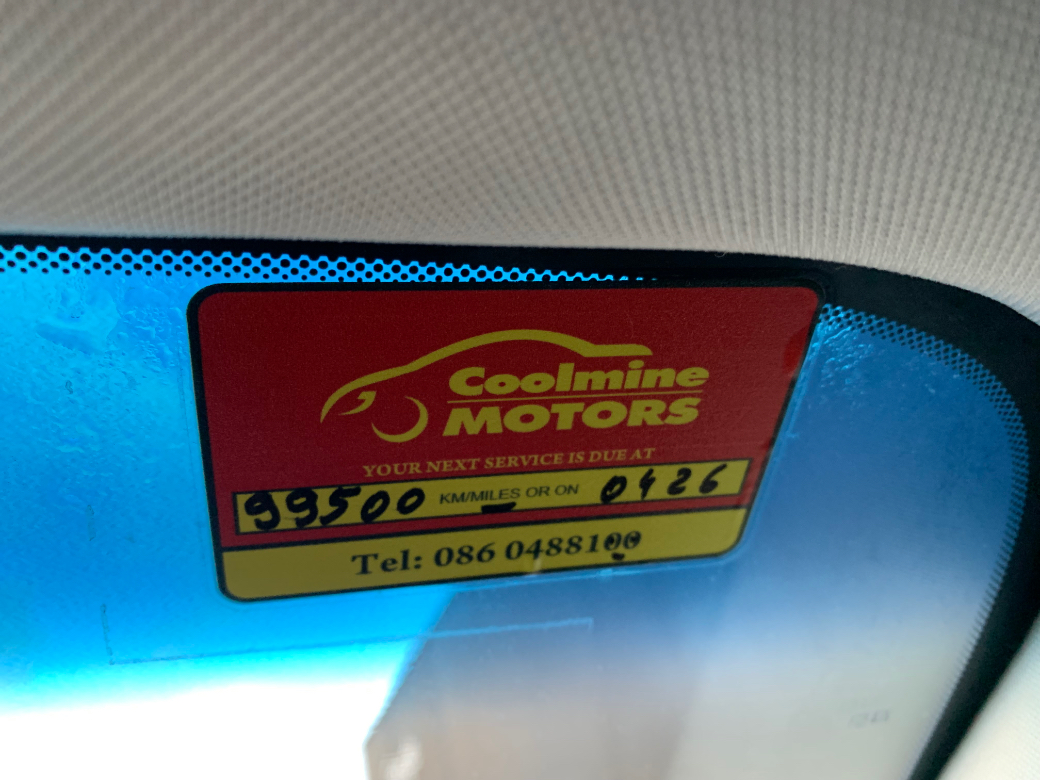 Coolmine
MOTORS
YOUR NEXT SERVICE IS DUE AT
99500 KM/MILES OR ON 0426
Tel: 086 0488100